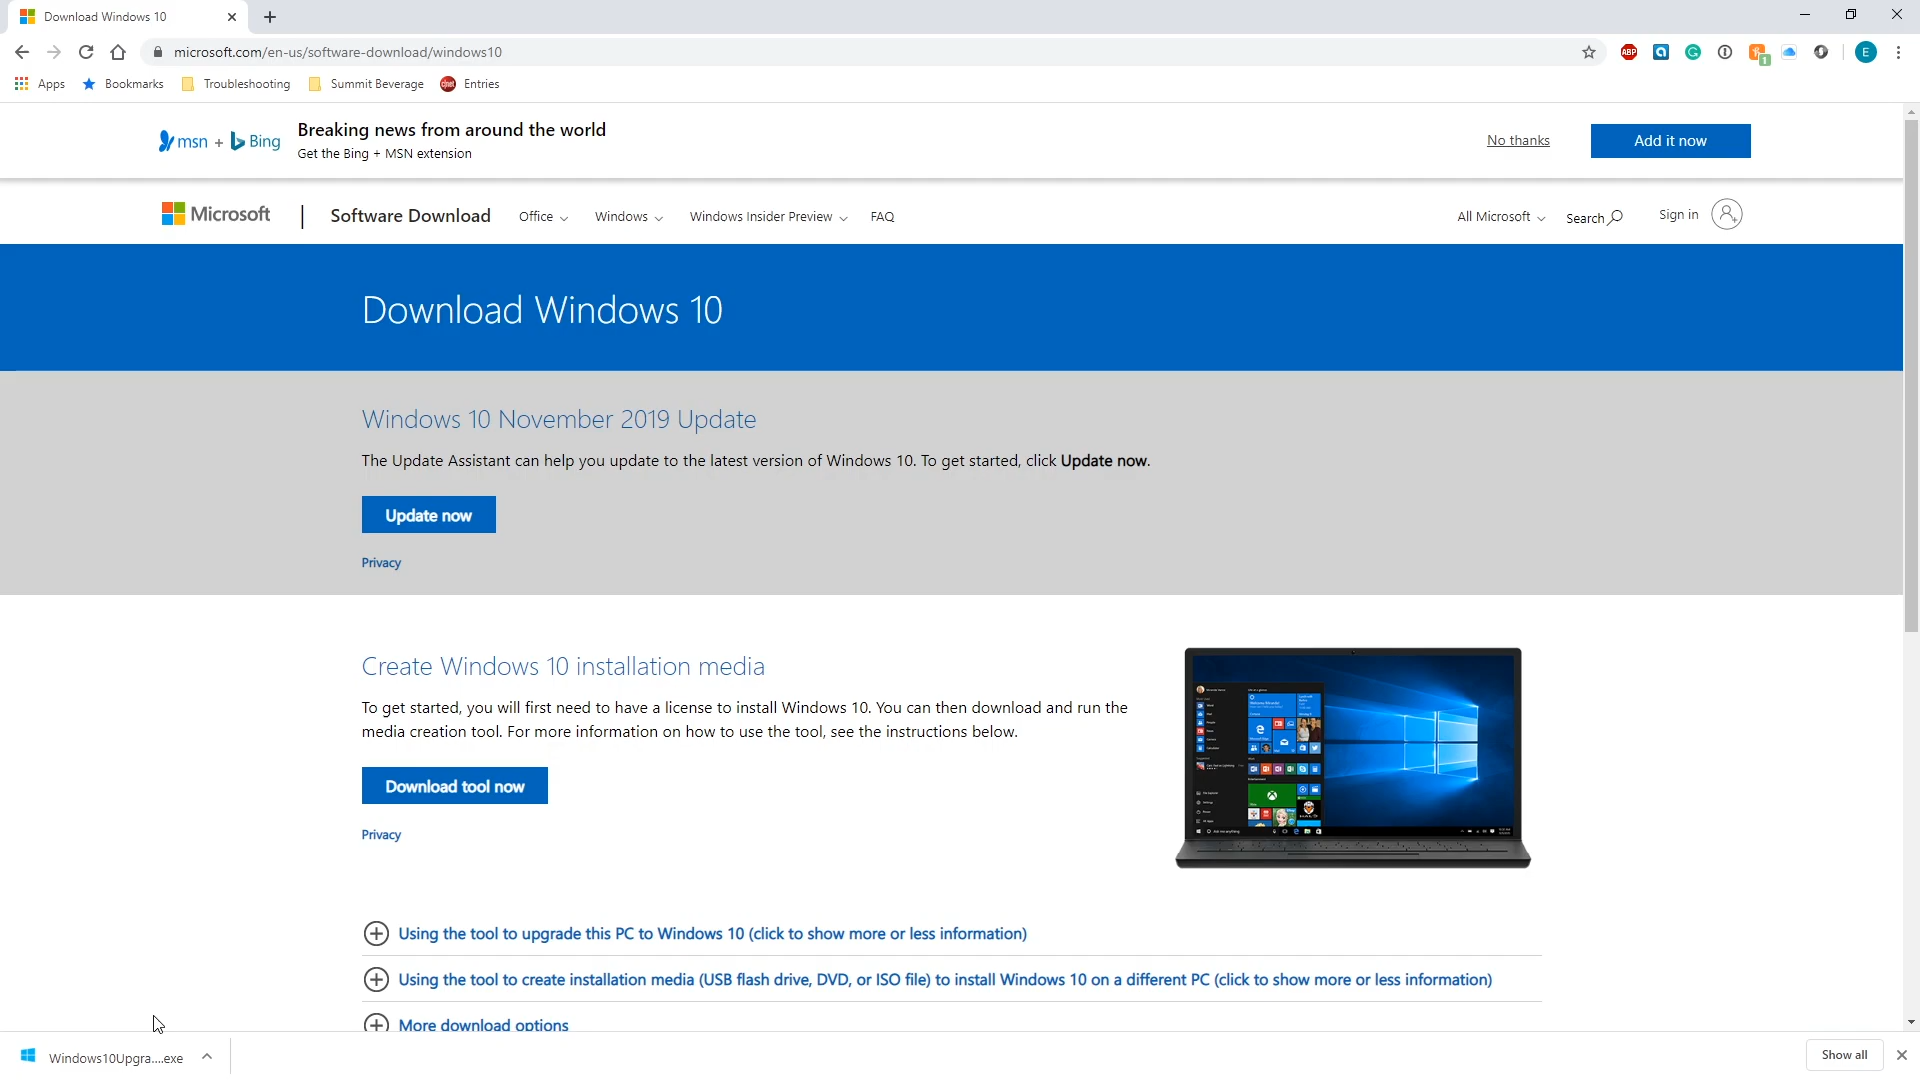 Download Windows 10
microsoft.com/en-us/software-download/windows10
ABP
1
E
Apps
Bookmarks
Troubleshooting
Summit Beverage
cnet
Entries
msn + Bing
Breaking news from around the world
Get the Bing + MSN extension
No thanks
Add it now
Microsoft
Software Download
Office
Windows
Windows Insider Preview
FAQ
All Microsoft
Search
Sign in
Download Windows 10
Windows 10 November 2019 Update
The Update Assistant can help you update to the latest version of Windows 10. To get started, click Update now.
Update now
Privacy
Create Windows 10 installation media
To get started, you will first need to have a license to install Windows 10. You can then download and run the
media creation tool. For more information on how to use the tool, see the instructions below.
Download tool now
Privacy
Using the tool to upgrade this PC to Windows 10 (click to show more or less information)
Using the tool to create installation media (USB flash drive, DVD, or ISO file) to install Windows 10 on a different PC (click to show more or less information)
More download options
Windows10Upgra....exe
Show all